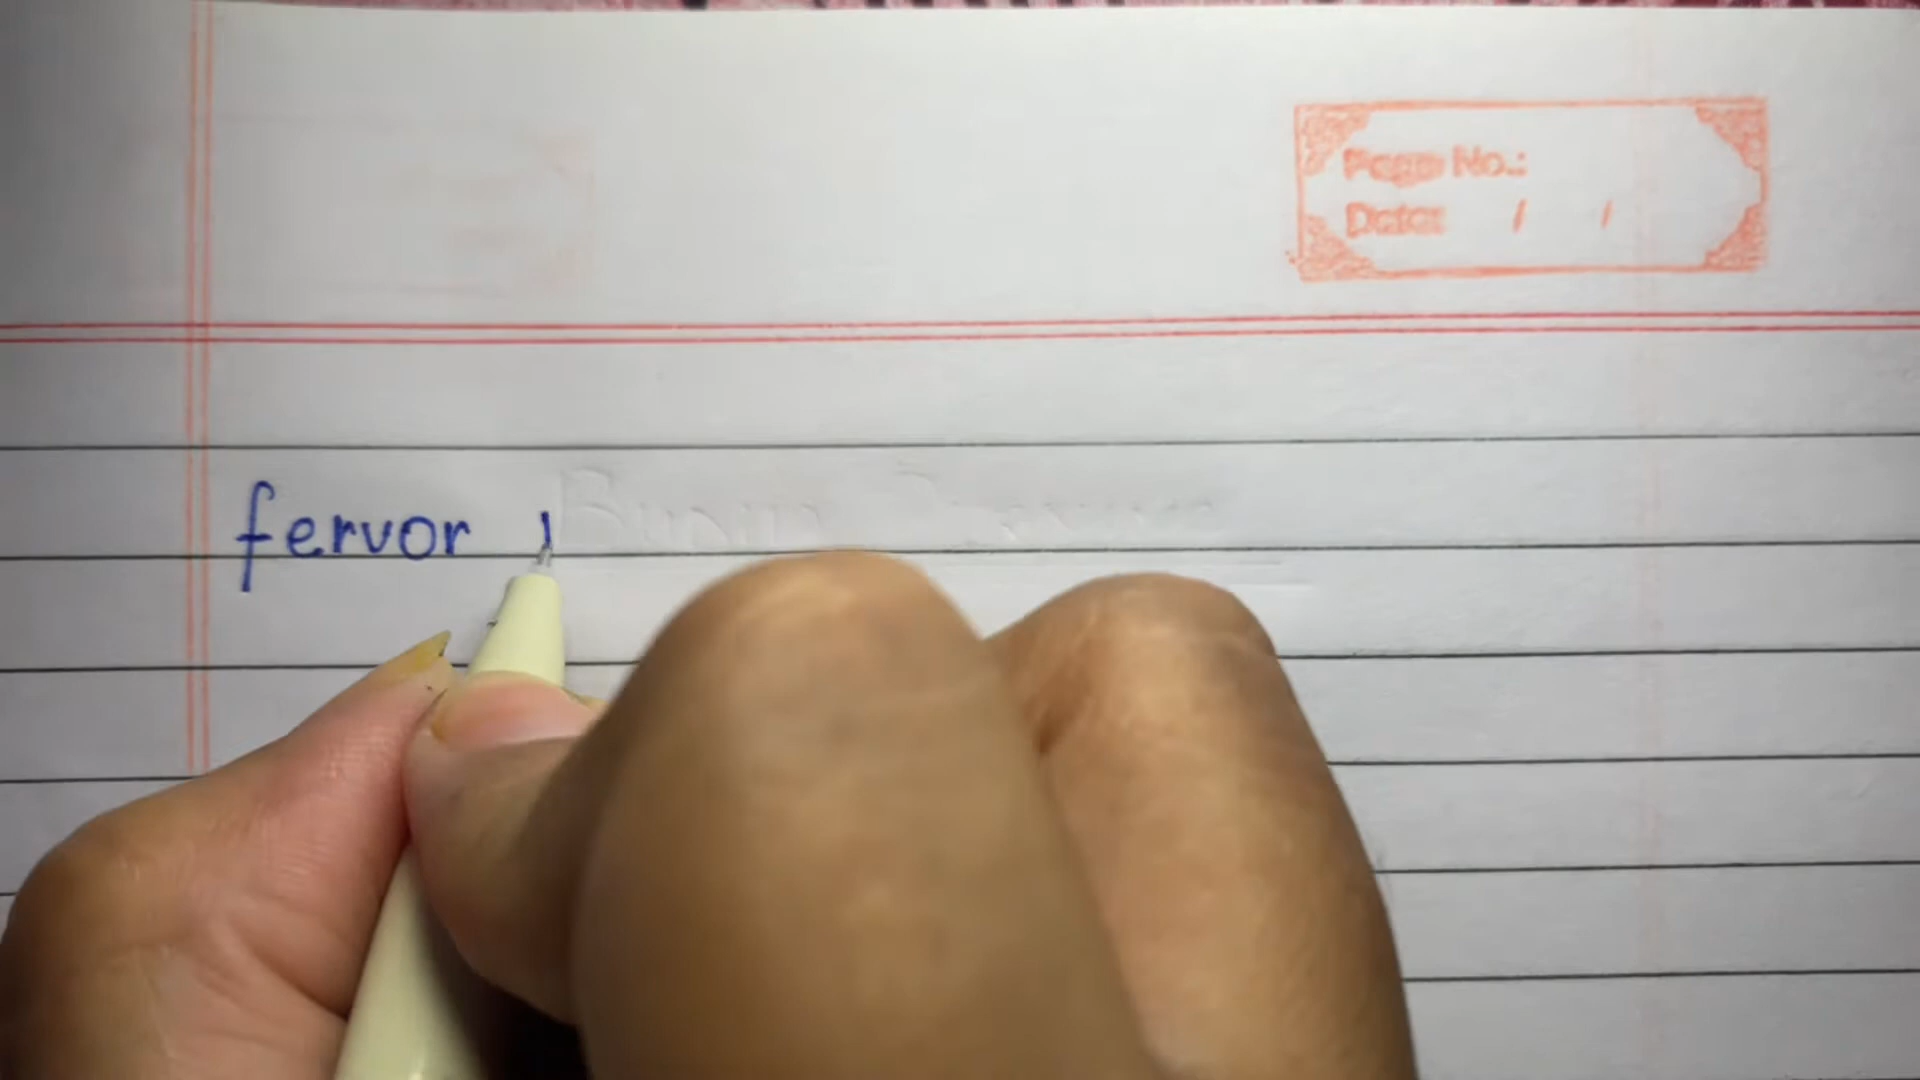 Page No.:
Date: / /
fervor